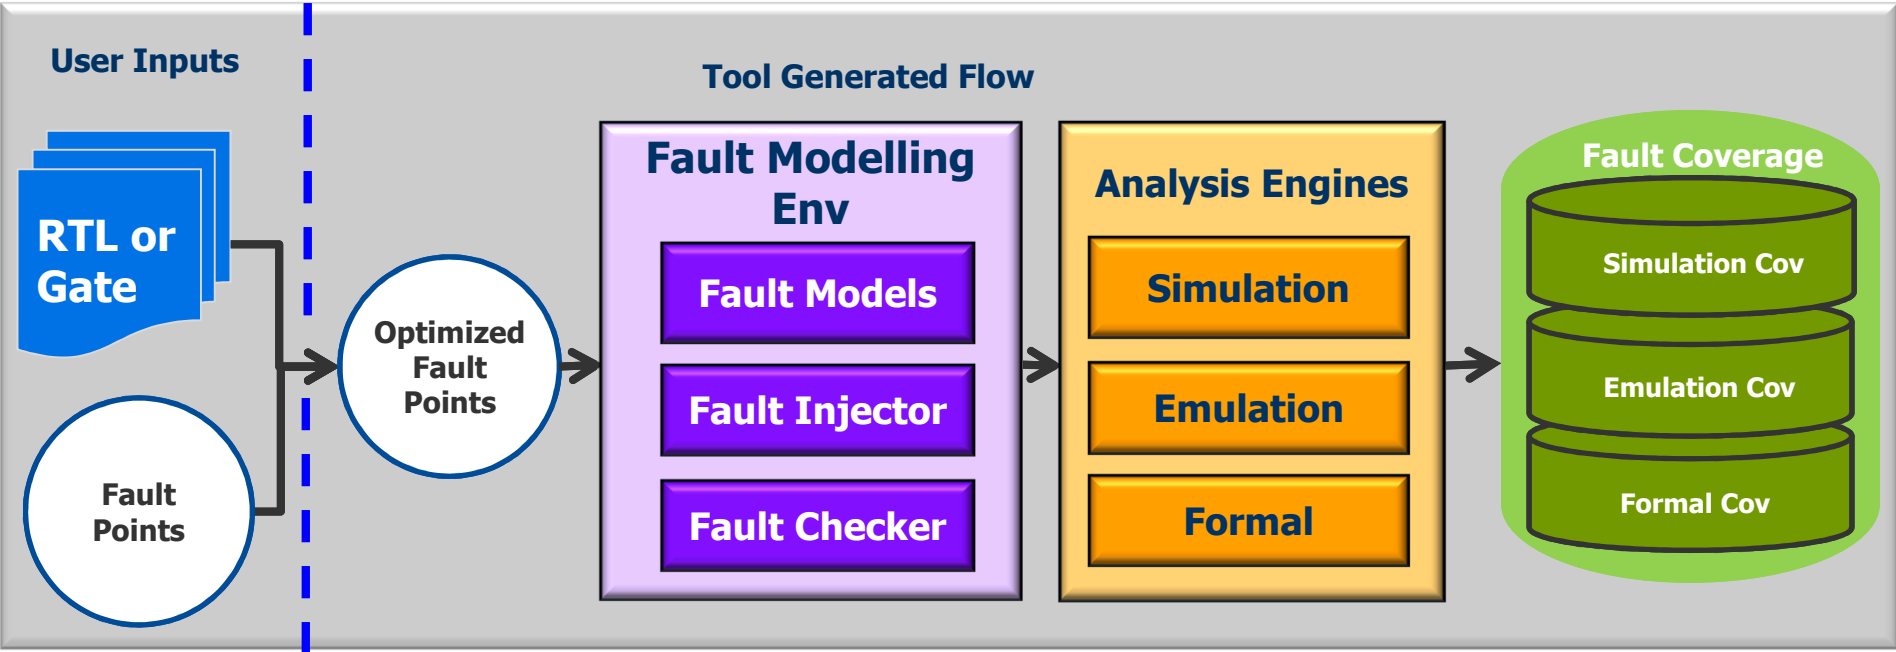 User Inputs
Tool Generated Flow
RTL or
Gate
Fault
Points
Optimized
Fault
Points
Fault Modelling
Env
Fault Models
Fault Injector
Fault Checker
Analysis Engines
Simulation
Emulation
Formal
Fault Coverage
Simulation Cov
Emulation Cov
Formal Cov